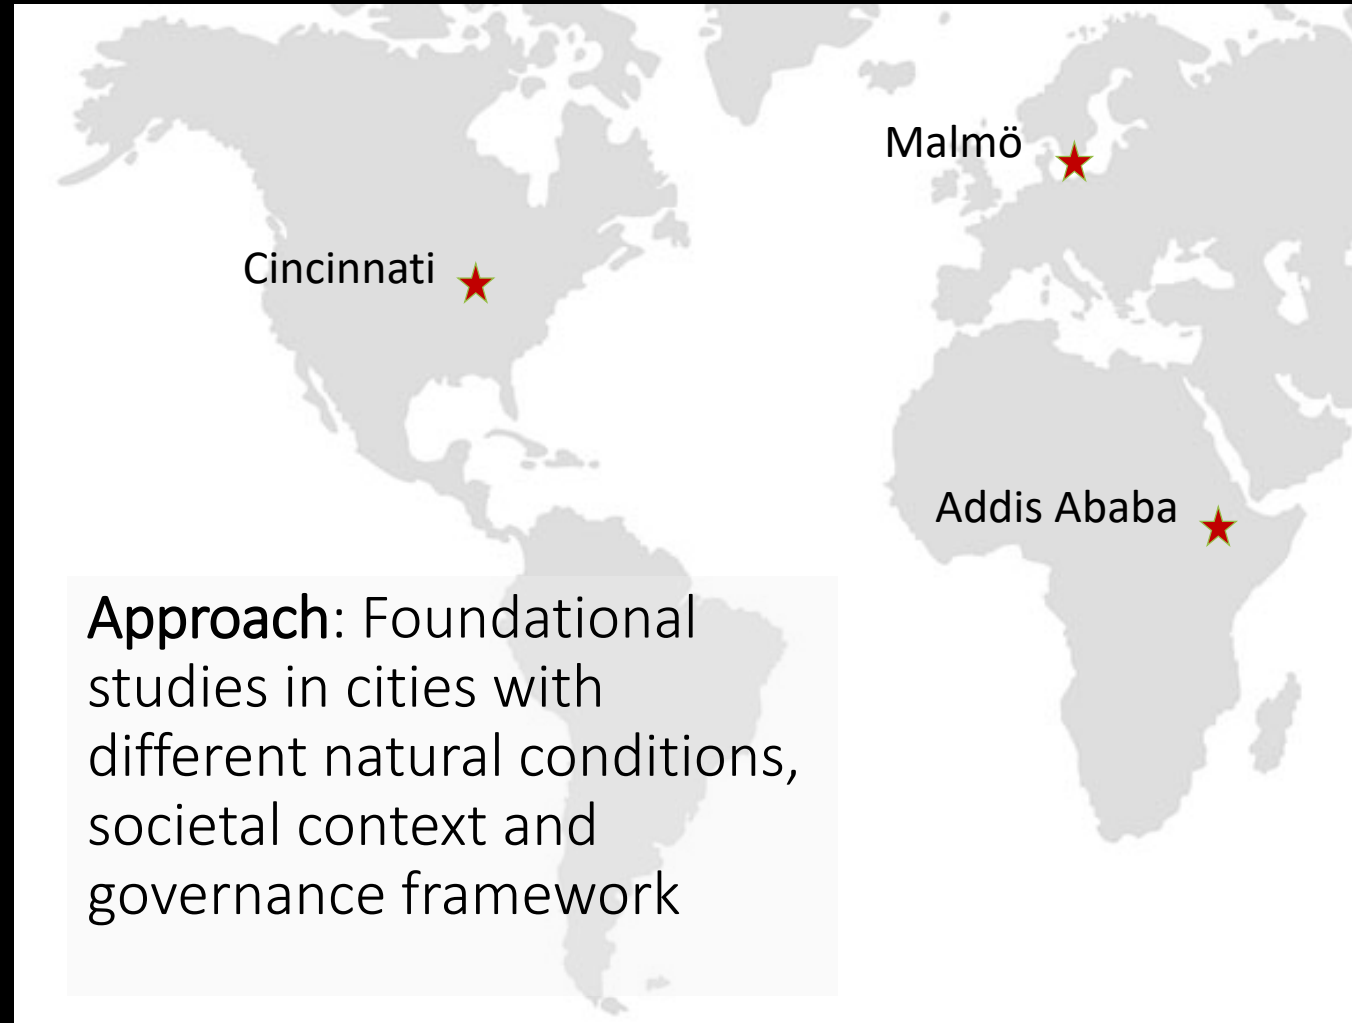 Malmö
Cincinnati
Addis Ababa
Approach: Foundational
studies in cities with
different natural conditions,
societal context and
governance framework